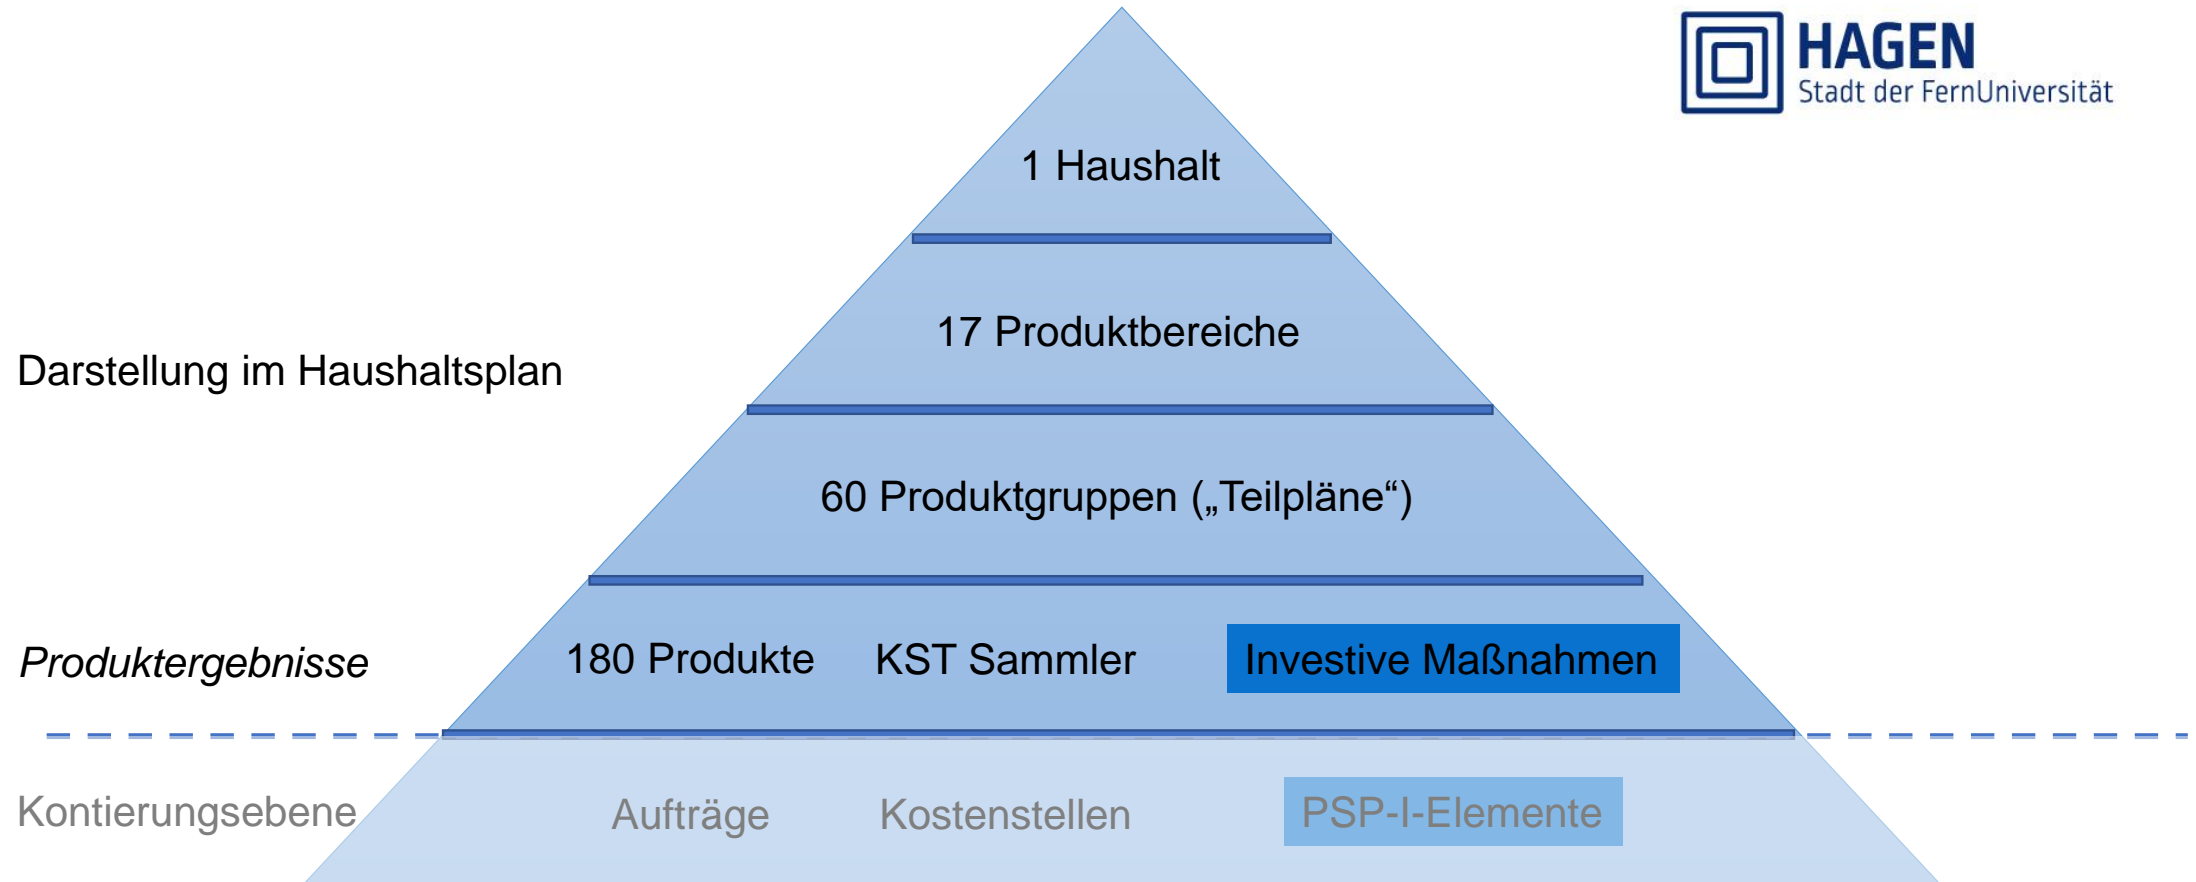 HAGEN
Stadt der FernUniversität
1 Haushalt
17 Produktbereiche
Darstellung im Haushaltsplan
60 Produktgruppen („Teilpläne“)
Produktergebnisse 180 Produkte KST Sammler Investive Maßnahmen
Kontierungsebene Aufträge Kostenstellen PSP-I-Elemente